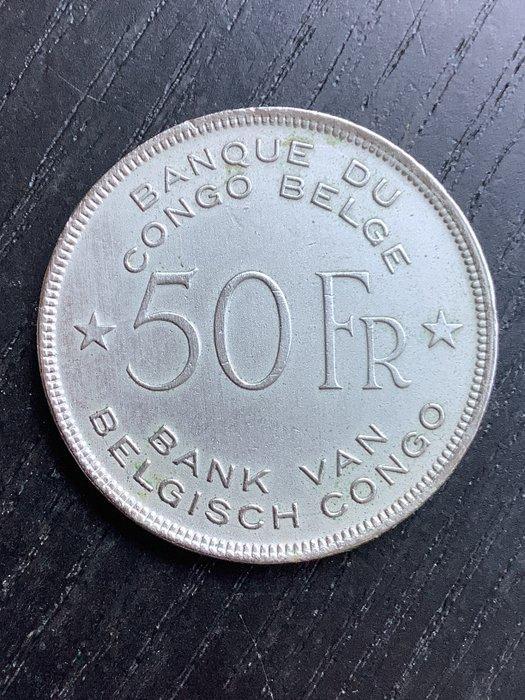 BANQUE DU
CONGO BELGE
50 FR
BANK VAN
BELGISCH CONGO